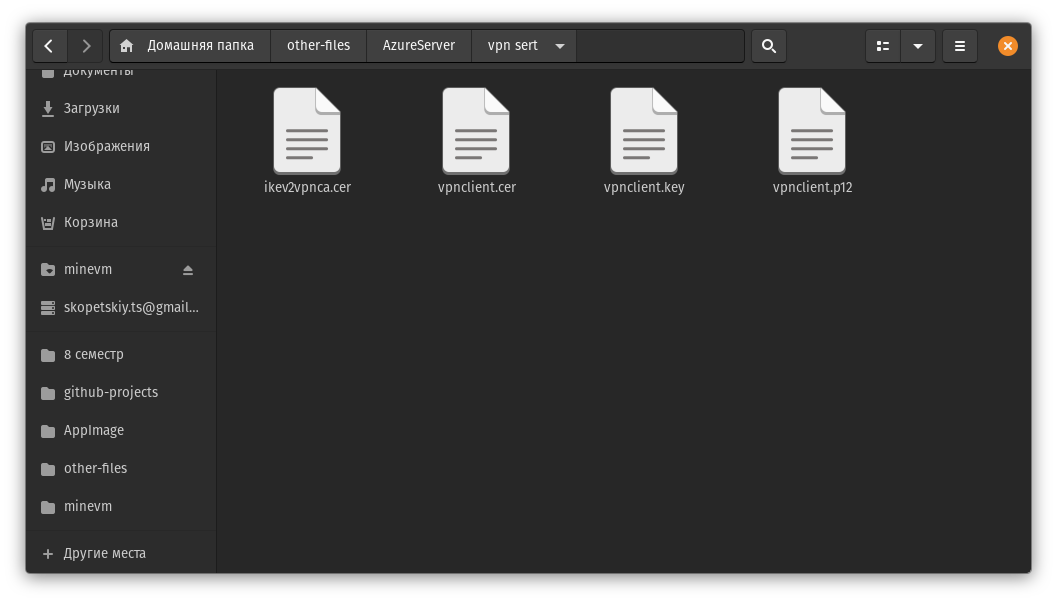 Домашняя папка
other-files
AzureServer
vpn sert
Документы
Загрузки
Изображения
Музыка
Корзина
minevm
skopetskiy.ts@gmail...
8 семестр
github-projects
AppImage
other-files
minevm
Другие места
ikev2vpnca.cer
vpnclient.cer
vpnclient.key
vpnclient.p12